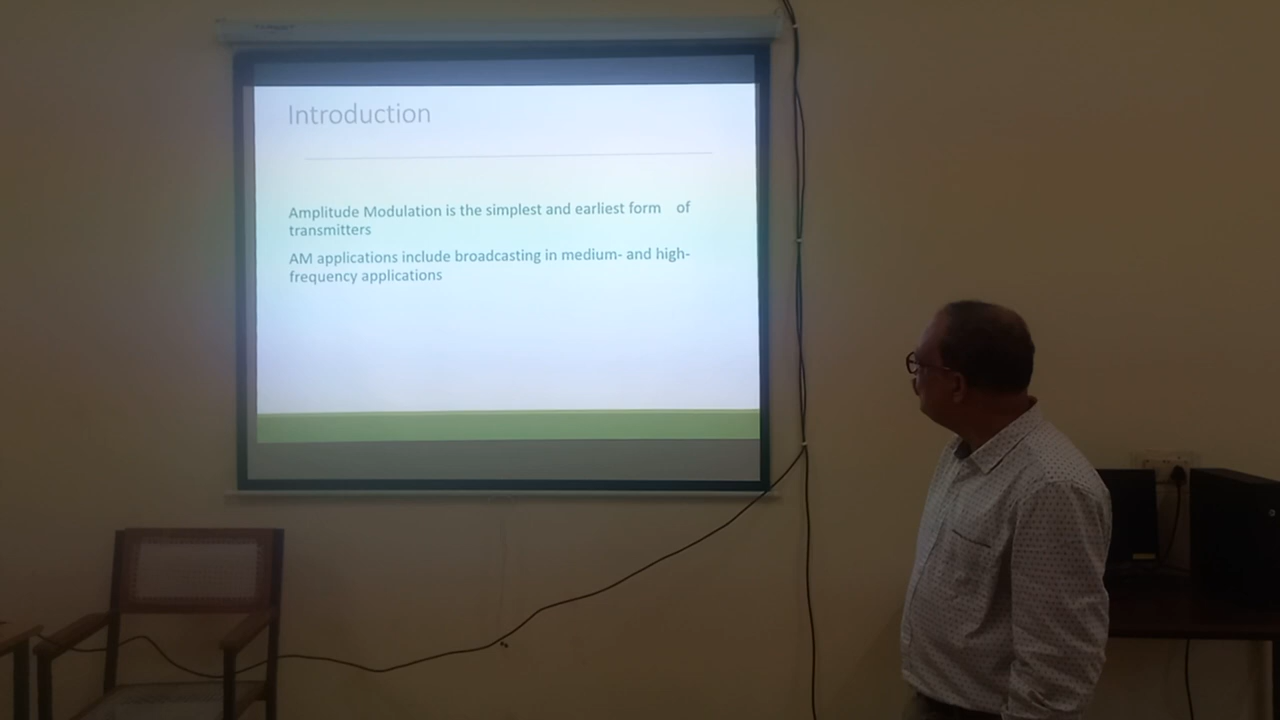 Introduction
Amplitude Modulation is the simplest and earliest form of
transmitters
AM applications include broadcasting in medium- and high-
frequency applications